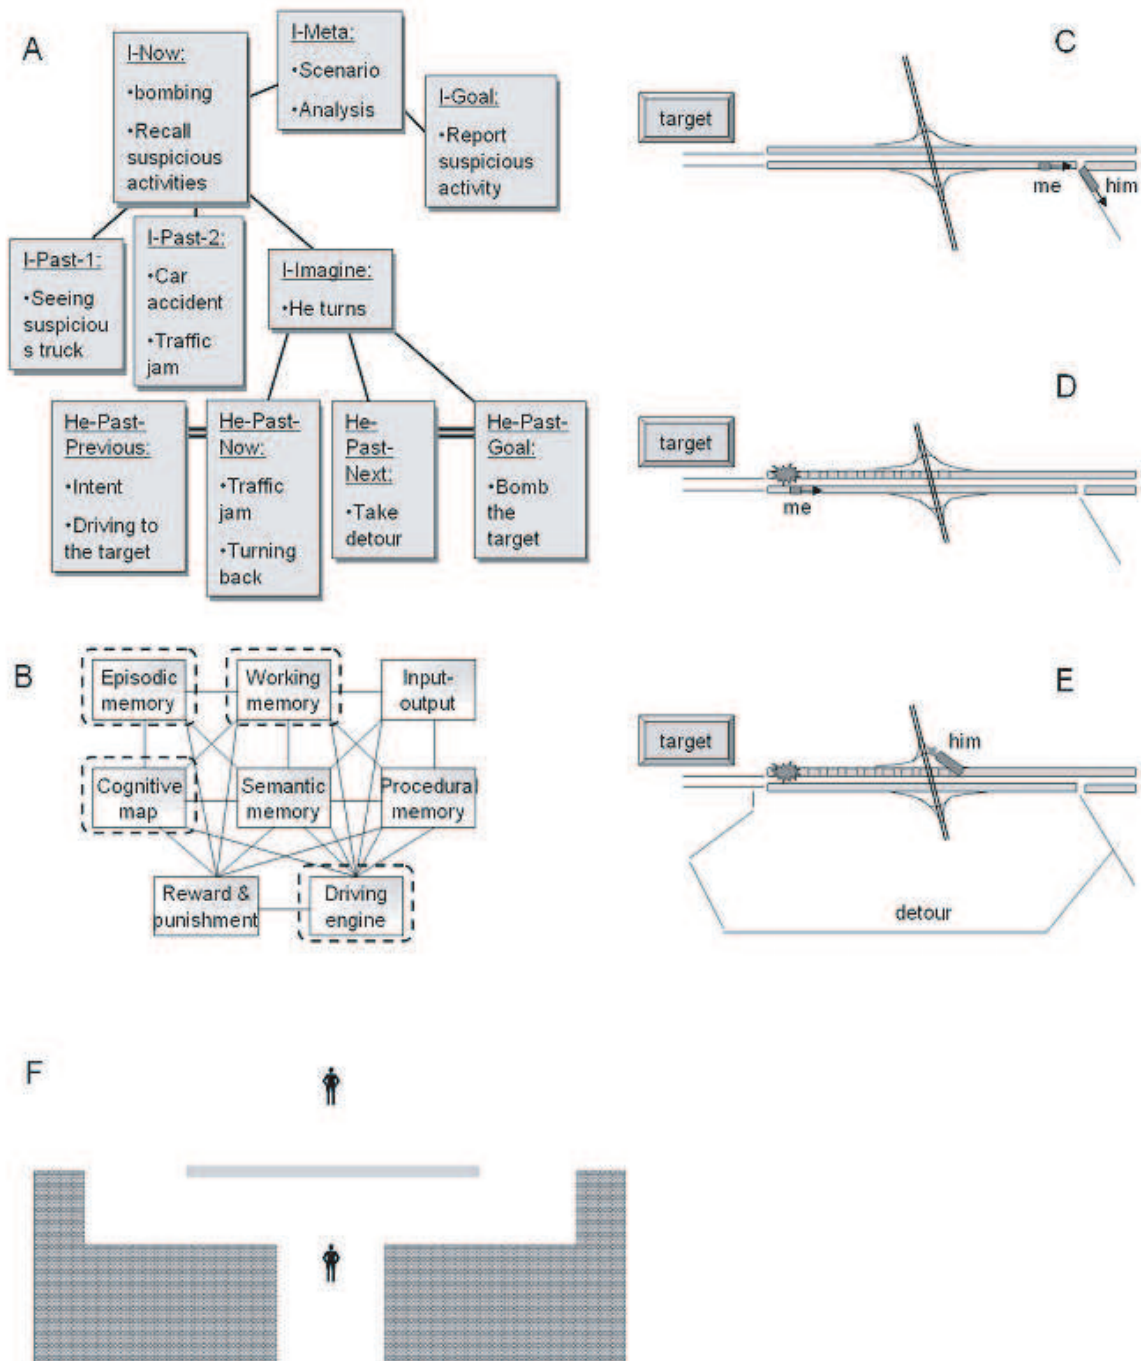 A
I-Now:
•bombing
•Recall
suspicious
activities
I-Meta:
•Scenario
•Analysis
I-Goal:
•Report
suspicious
activity
I-Past-1:
•Seeing
suspiciou
s truck
I-Past-2:
•Car
accident
•Traffic
jam
I-Imagine:
•He turns
He-Past-
Previous:
•Intent
•Driving to
the target
He-Past-
Now:
•Traffic
jam
•Turning
back
He-
Past-
Next:
•Take
detour
He-Past-
Goal:
•Bomb
the
target
B
Episodic
memory
Working
memory
Input-
output
Cognitive
map
Semantic
memory
Procedural
memory
Reward &
punishment
Driving
engine
C
target
me
him
D
target
me
E
target
him
detour
F